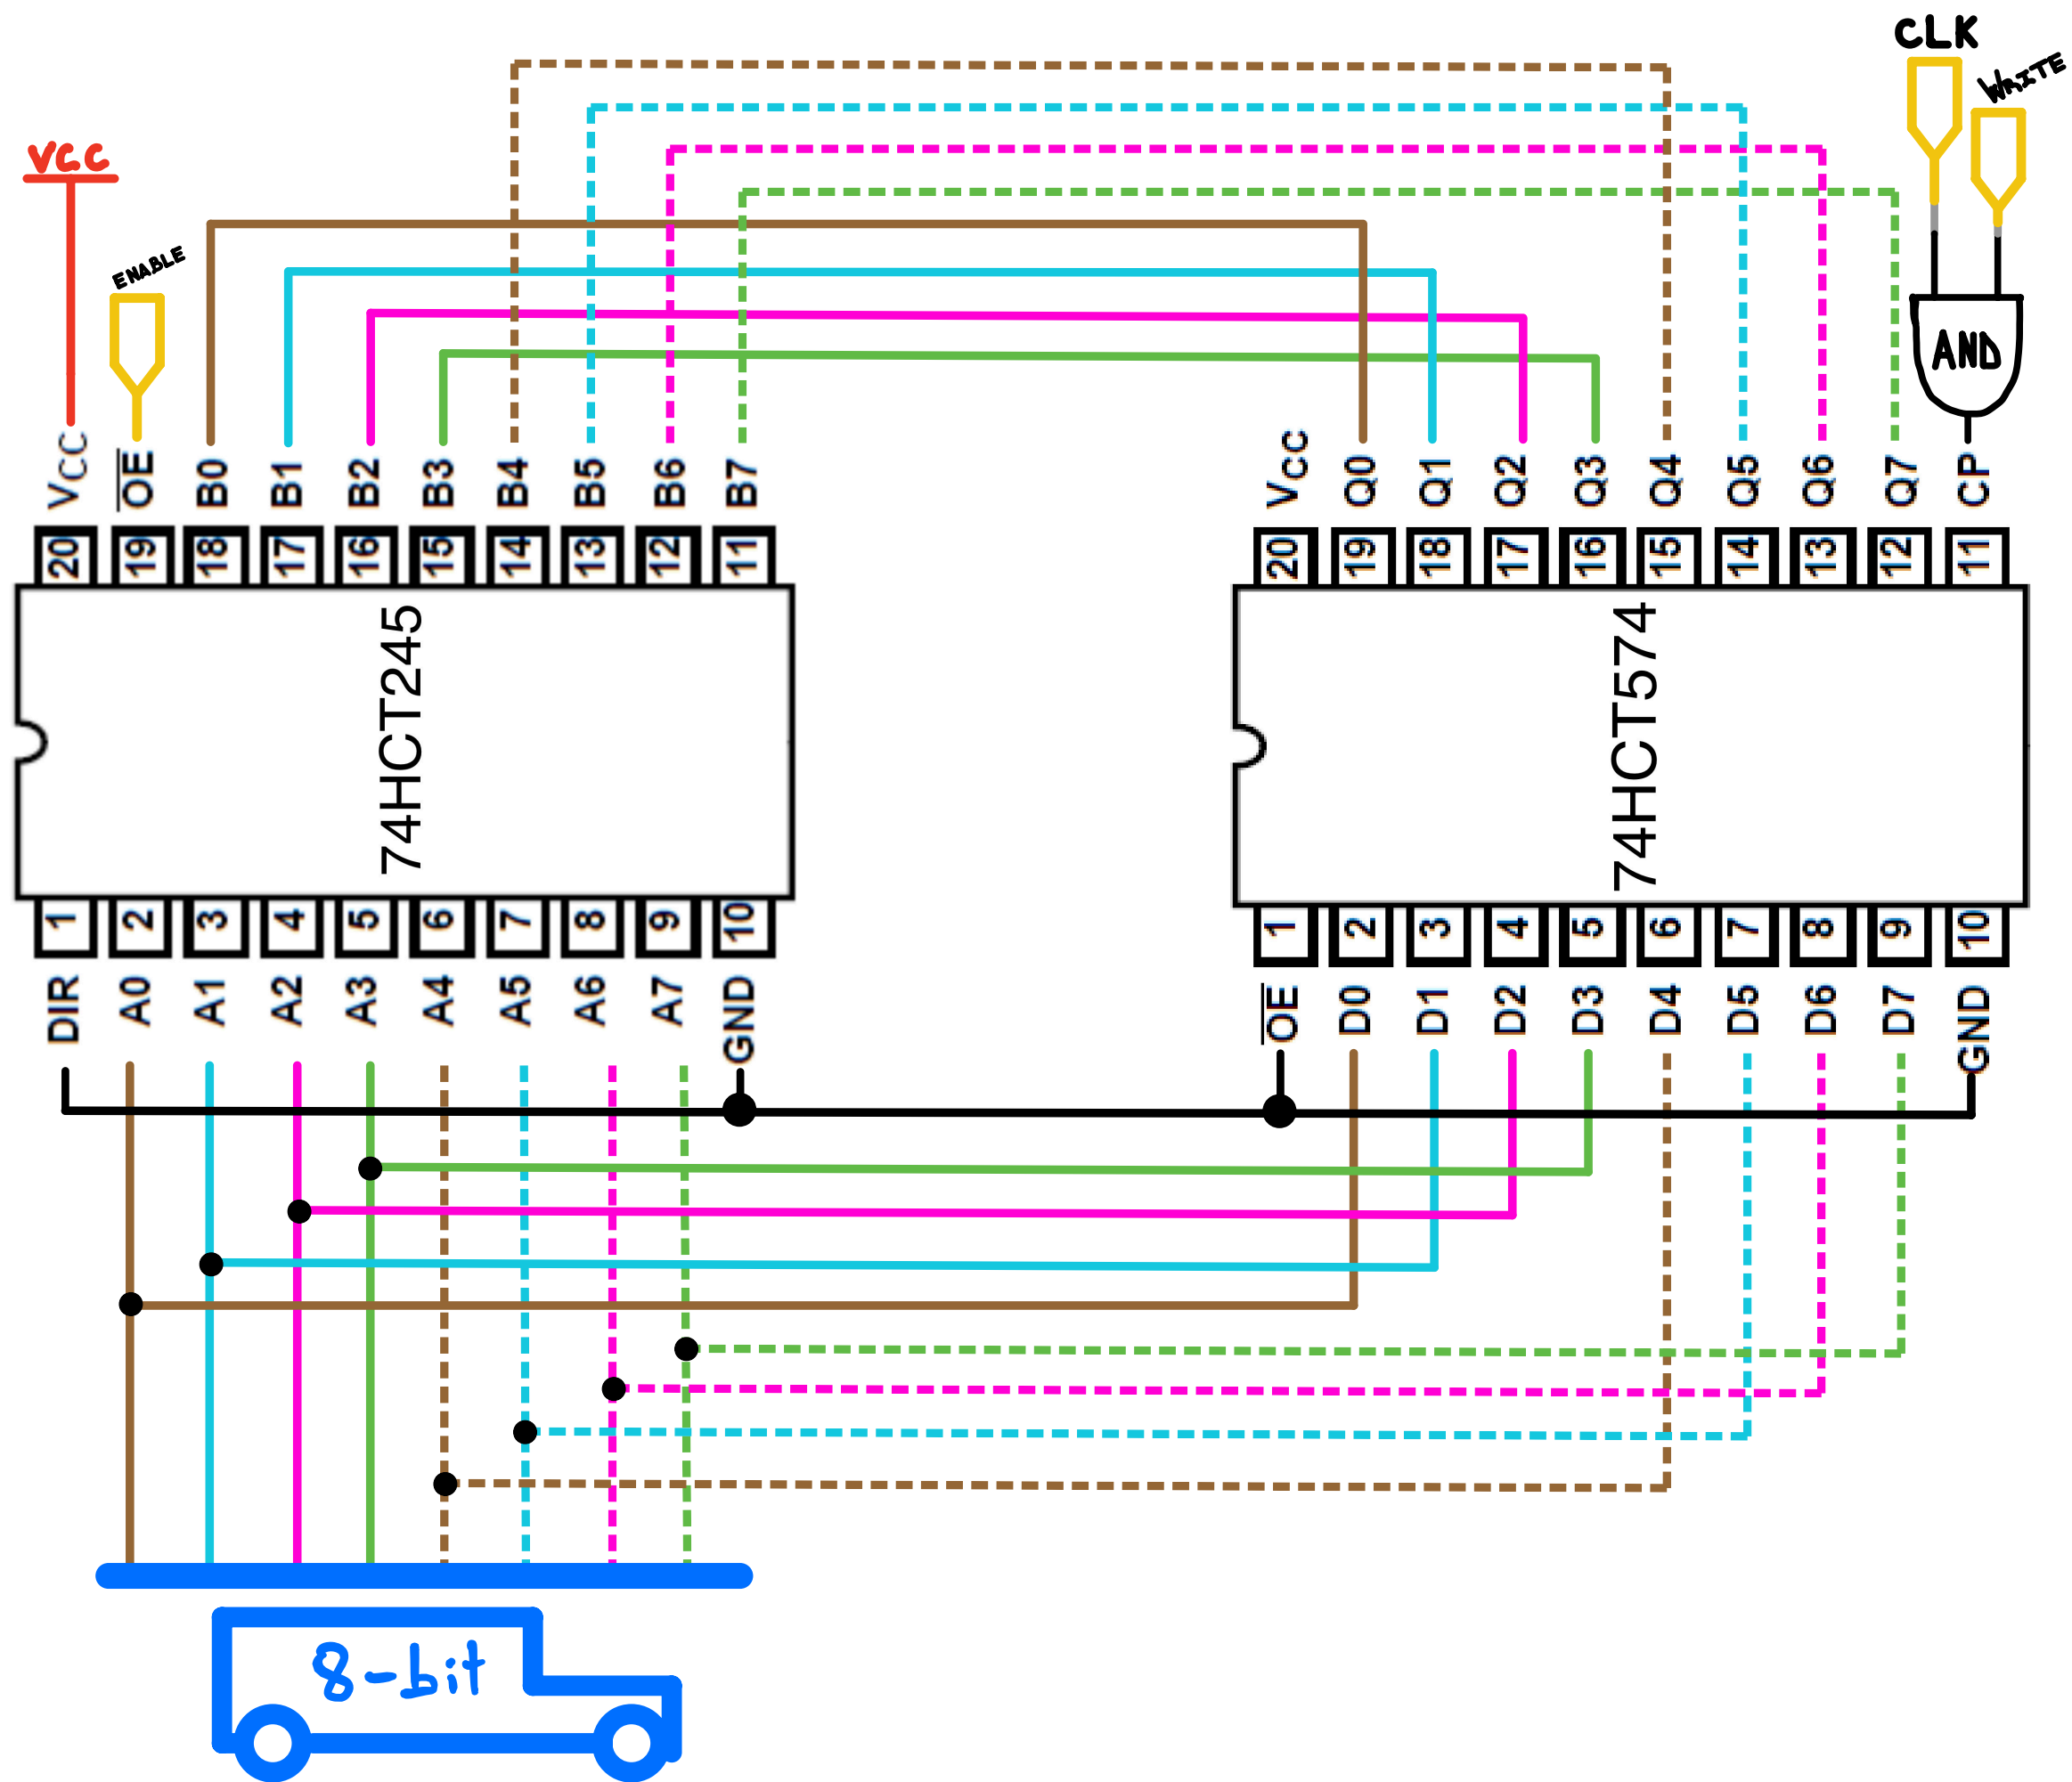 CLK
WRITE
VCC
ENABLE
VCC OE B0 B1 B2 B3 B4 B5 B6 B7
20 19 18 17 16 15 14 13 12 11
74HCT245
1 2 3 4 5 6 7 8 9 10
DIR A0 A1 A2 A3 A4 A5 A6 A7 GND
AND
VCC Q0 Q1 Q2 Q3 Q4 Q5 Q6 Q7 CP
20 19 18 17 16 15 14 13 12 11
74HCT574
1 2 3 4 5 6 7 8 9 10
OE D0 D1 D2 D3 D4 D5 D6 D7 GND
8-bit